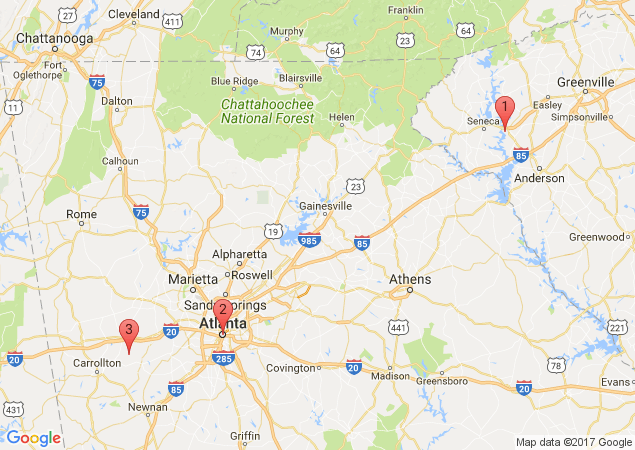 Cleveland
411
Franklin
Chattanooga
Murphy
64
64
Fort
Oglethorpe
74
23
76
75
Blue Ridge
Blairsville
Greenville
Dalton
11
Chattahoochee
National Forest
Helen
1
Easley
Seneca
Simpsonville
Calhoun
85
23
Anderson
Rome
75
Gainesville
19
985
85
Greenwood
Alpharetta
Roswell
Marietta
Athens
Sandy Springs
2
3
Atlanta
20
441
221
20
285
Carrollton
Covington
20
Madison
78
Greensboro
20
Evans
85
431
Newnan
Griffin
Google
Map data ©2017 Google